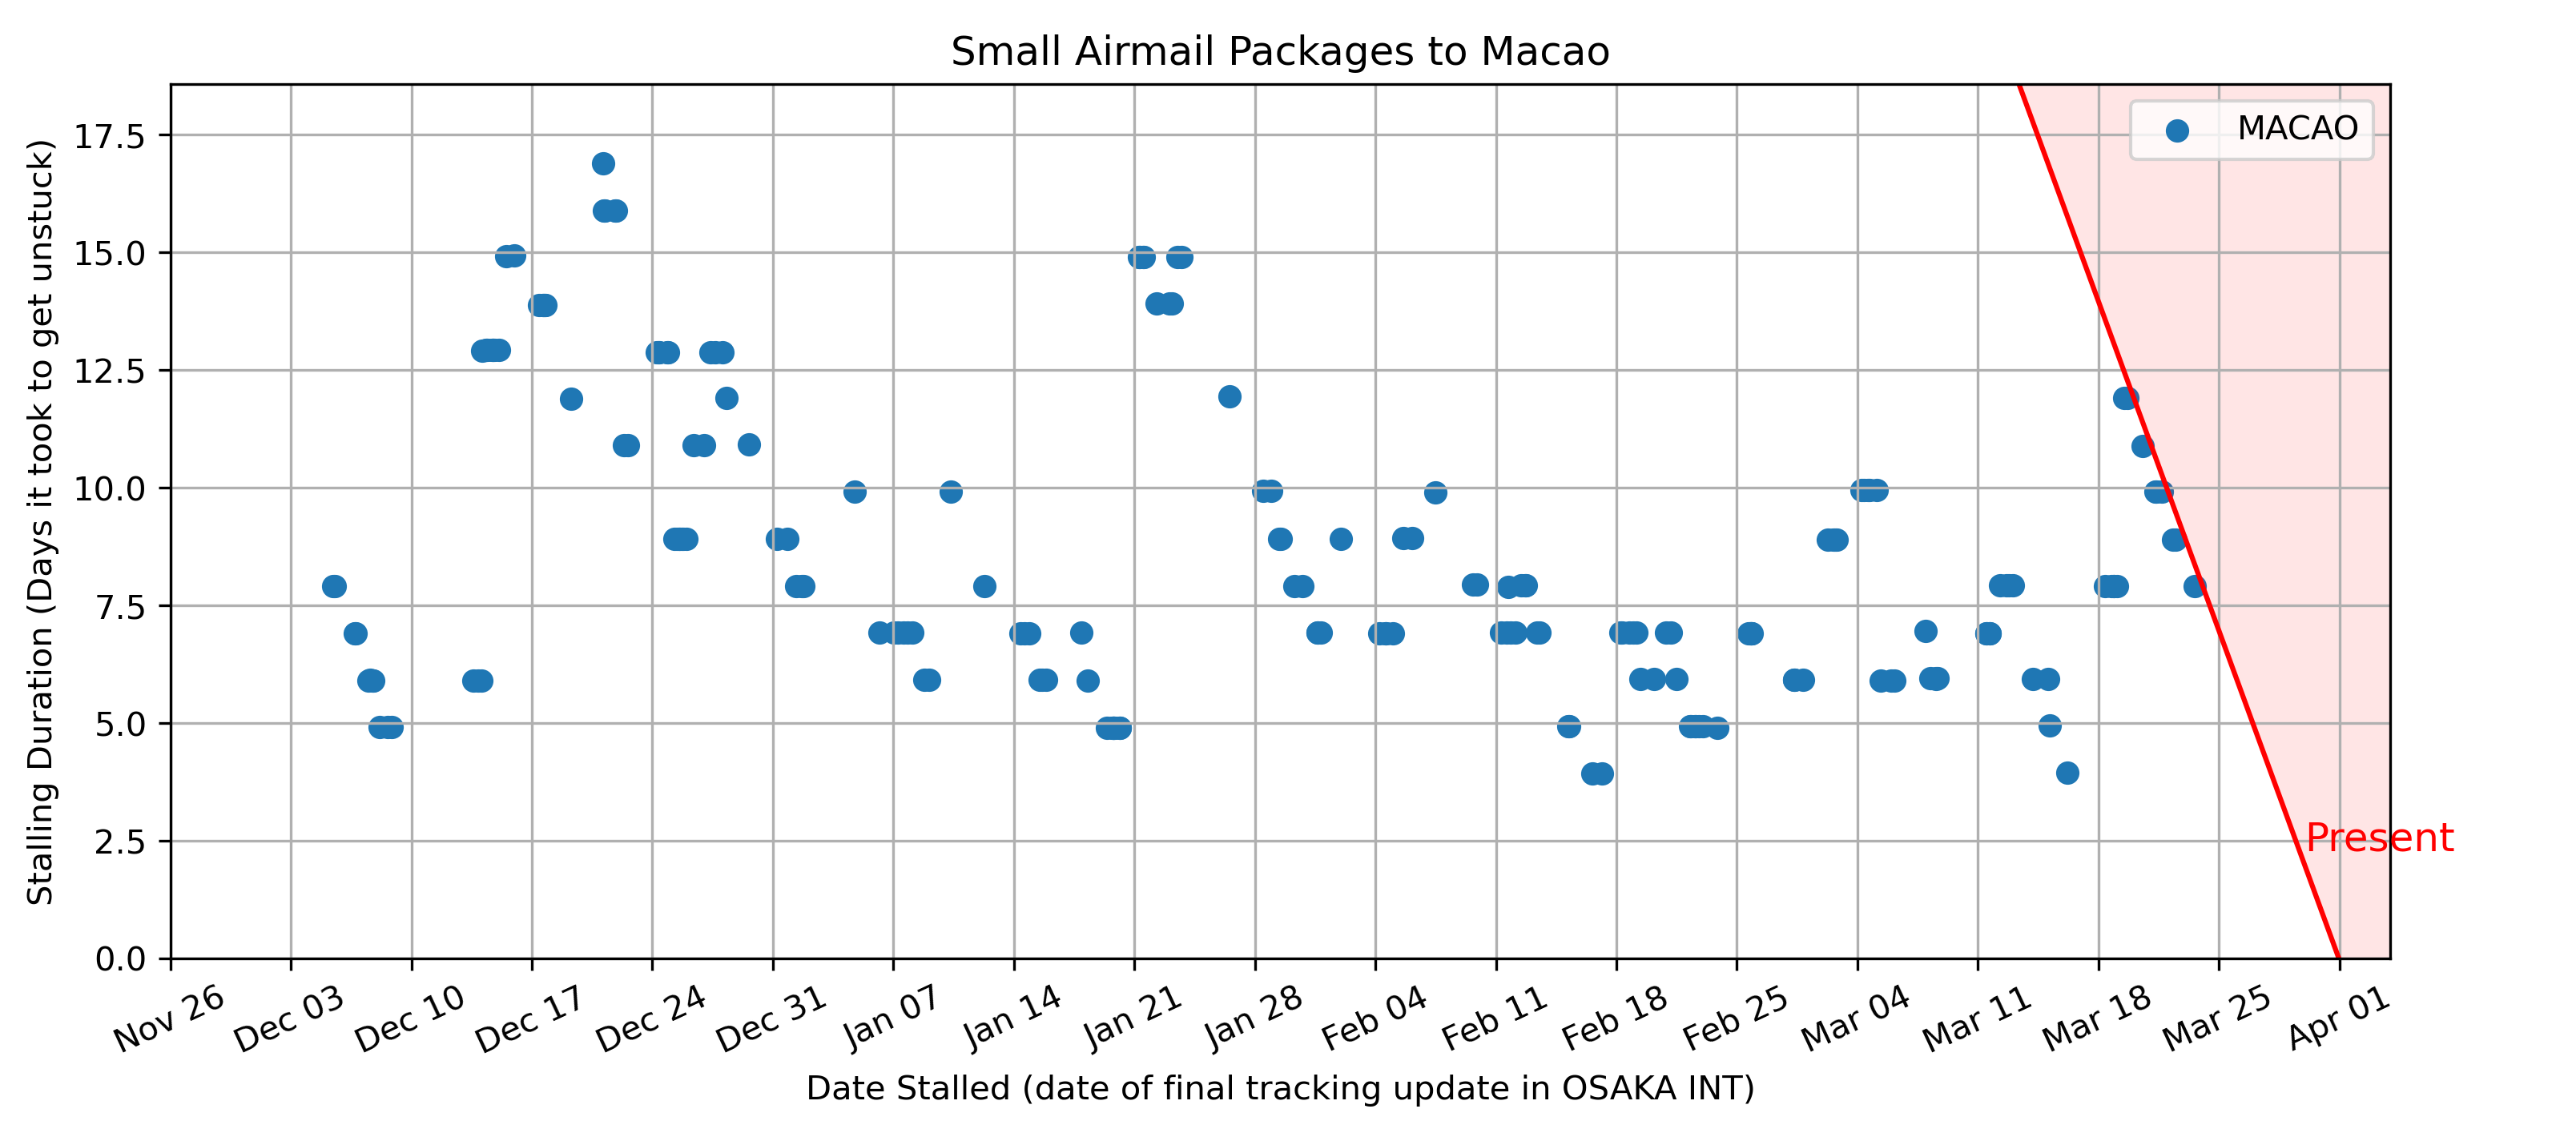 Small Airmail Packages to Macao
MACAO
Stalling Duration (Days it took to get unstuck)
17.5
15.0
12.5
10.0
7.5
5.0
2.5
0.0
Present
Nov 26
Dec 03
Dec 10
Dec 17
Dec 24
Dec 31
Jan 07
Jan 14
Jan 21
Jan 28
Feb 04
Feb 11
Feb 18
Feb 25
Mar 04
Mar 11
Mar 18
Mar 25
Apr 01
Date Stalled (date of final tracking update in OSAKA INT)